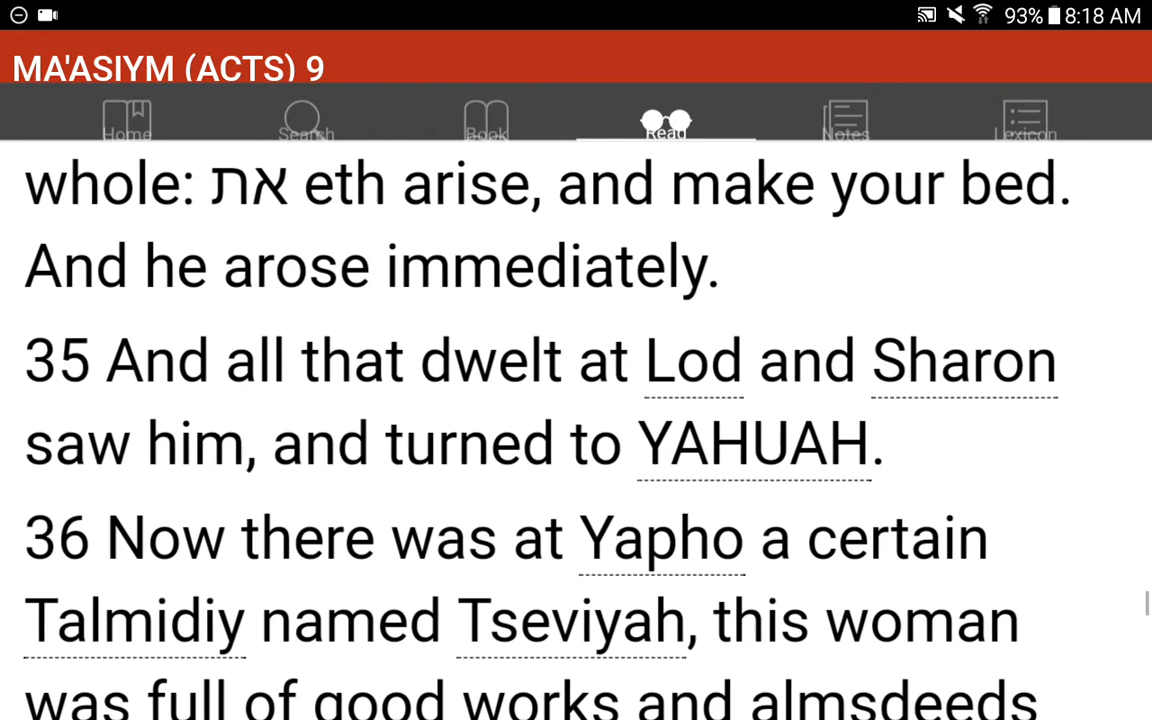 93% 8:18 AM
MA'ASIYM (ACTS) 9
Home Search Book Read Notes Lexicon
whole: את eth arise, and make your bed.
And he arose immediately.
35 And all that dwelt at Lod and Sharon
saw him, and turned to YAHUAH.
36 Now there was at Yapho a certain
Talmidiy named Tseviyah, this woman
was full of good works and almsdeeds